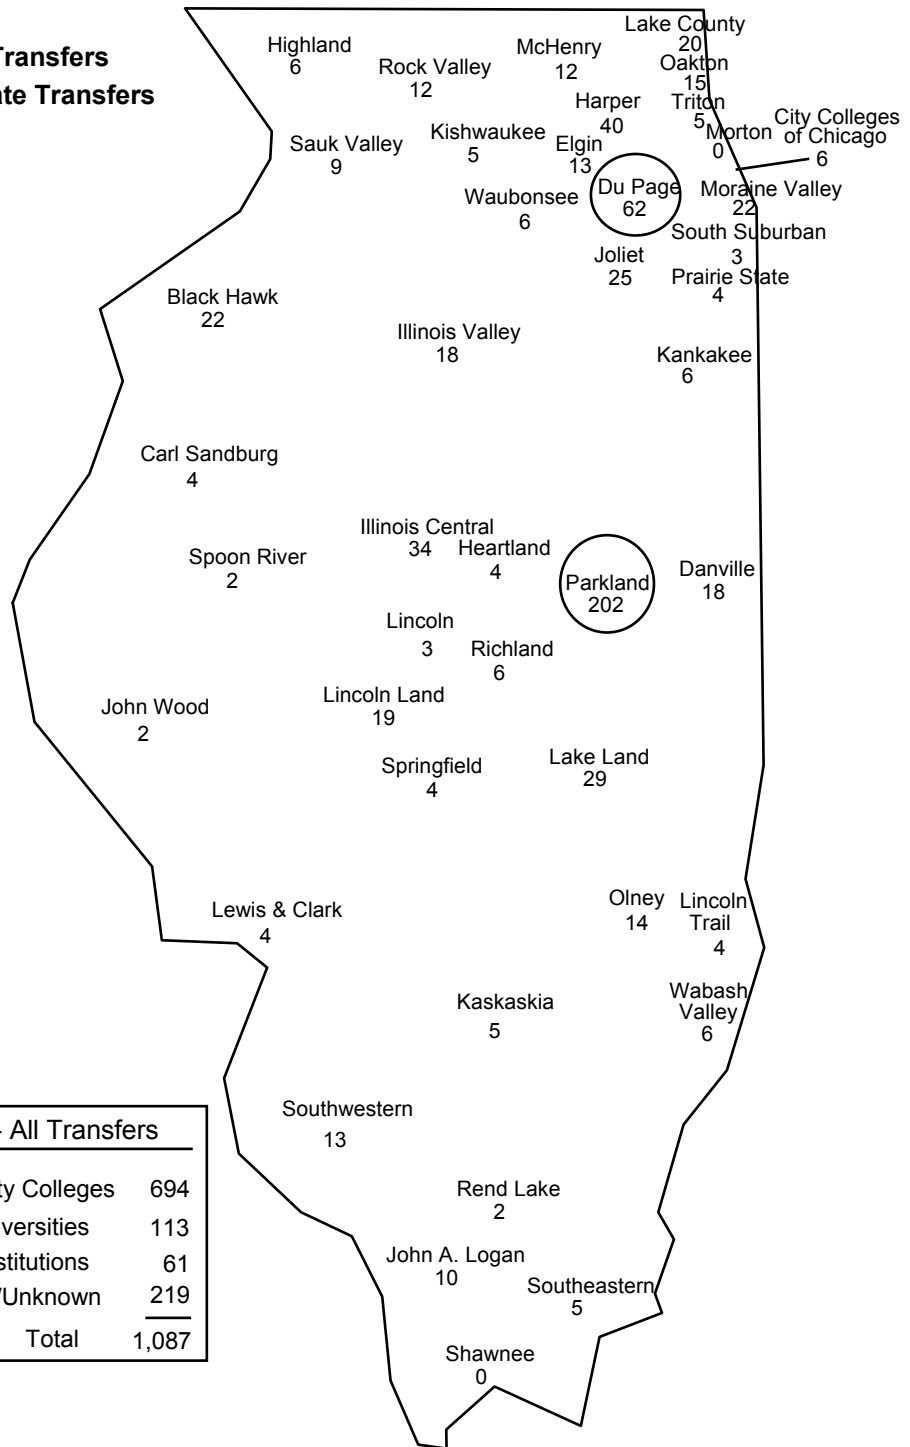 Lake County
20
Transfers
Highland
6
McHenry
12
Oakton
15
Rock Valley
12
ate Transfers
Harper
40
Triton
5
City Colleges
of Chicago
6
Morton
0
Sauk Valley
9
Kishwaukee
5
Elgin
13
Du Page
62
Moraine Valley
22
Waubonsee
6
South Suburban
3
Joliet
25
Prairie State
4
Black Hawk
22
Illinois Valley
18
Kankakee
6
Carl Sandburg
4
Illinois Central
34
Heartland
4
Spoon River
2
Parkland
202
Danville
18
Lincoln
3
Richland
6
John Wood
2
Lincoln Land
19
Springfield
4
Lake Land
29
Lewis & Clark
4
Olney
14
Lincoln
Trail
4
Kaskaskia
5
Wabash
Valley
6
Southwestern
13
- All Transfers
ty Colleges 694
versities 113
stitutions 61
/Unknown 219
Total 1,087
Rend Lake
2
John A. Logan
10
Southeastern
5
Shawnee
0